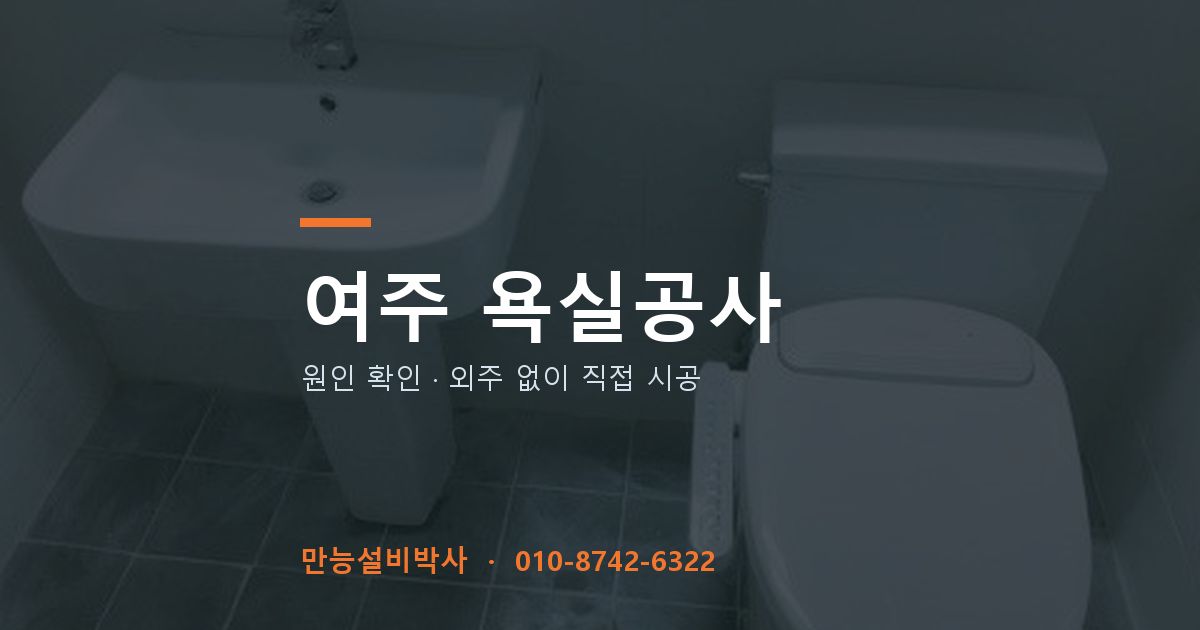 여주 욕실공사
원인 확인 · 외주 없이 직접 시공
만능설비박사 · 010-8742-6322